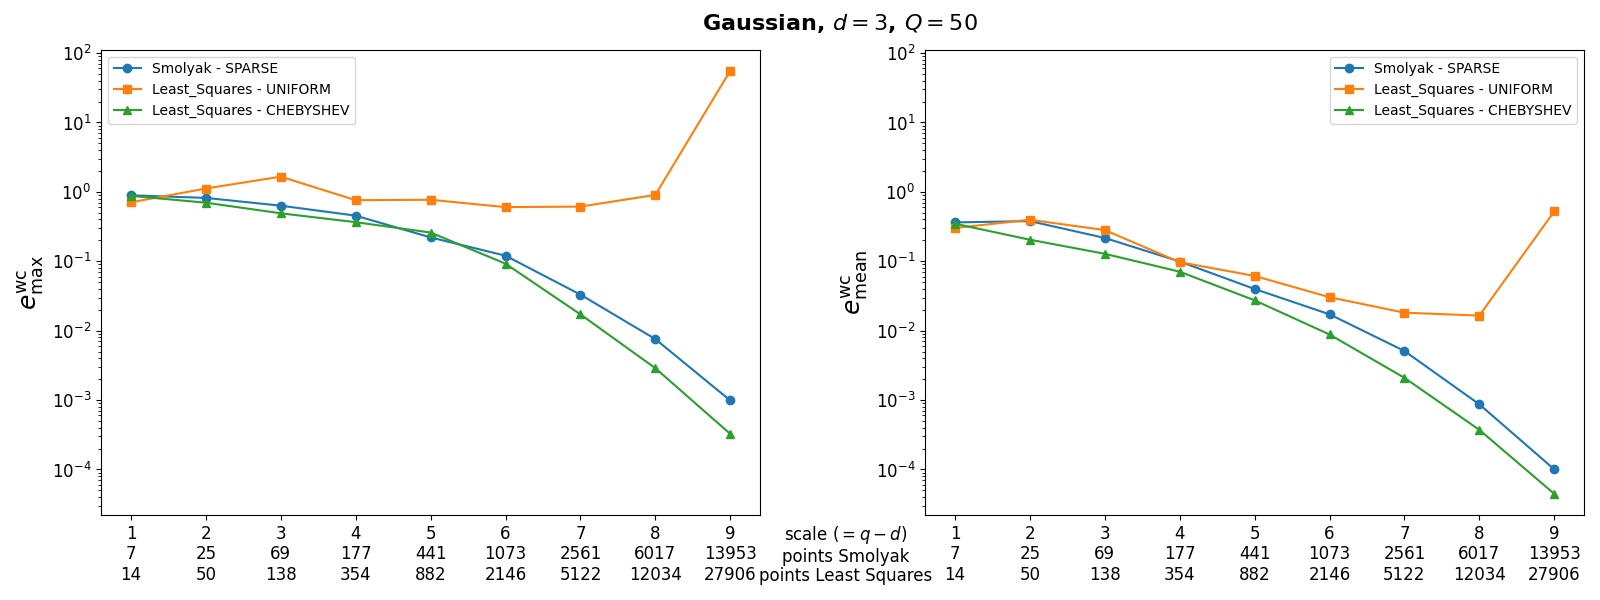 Gaussian, d = 3, Q = 50
Smolyak - SPARSE
Least_Squares - UNIFORM
Least_Squares - CHEBYSHEV
10^2
10^1
10^0
10^-1
10^-2
10^-3
10^-4
e^wc_max
1 2 3 4 5 6 7 8 9
7 25 69 177 441 1073 2561 6017 13953
14 50 138 354 882 2146 5122 12034 27906
scale (= q − d)
points Smolyak
points Least Squares
Smolyak - SPARSE
Least_Squares - UNIFORM
Least_Squares - CHEBYSHEV
10^2
10^1
10^0
10^-1
10^-2
10^-3
10^-4
e^wc_mean
1 2 3 4 5 6 7 8 9
7 25 69 177 441 1073 2561 6017 13953
14 50 138 354 882 2146 5122 12034 27906